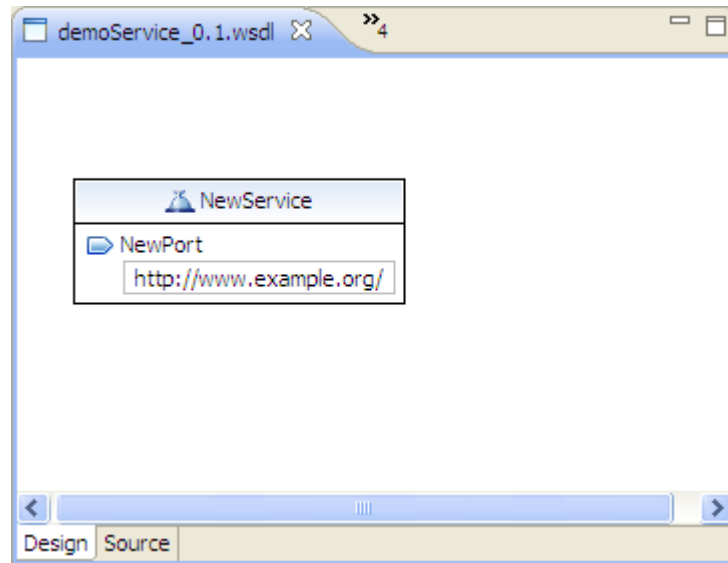 demoService_0.1.wsdl
»4
NewService
NewPort
http://www.example.org/
Design Source